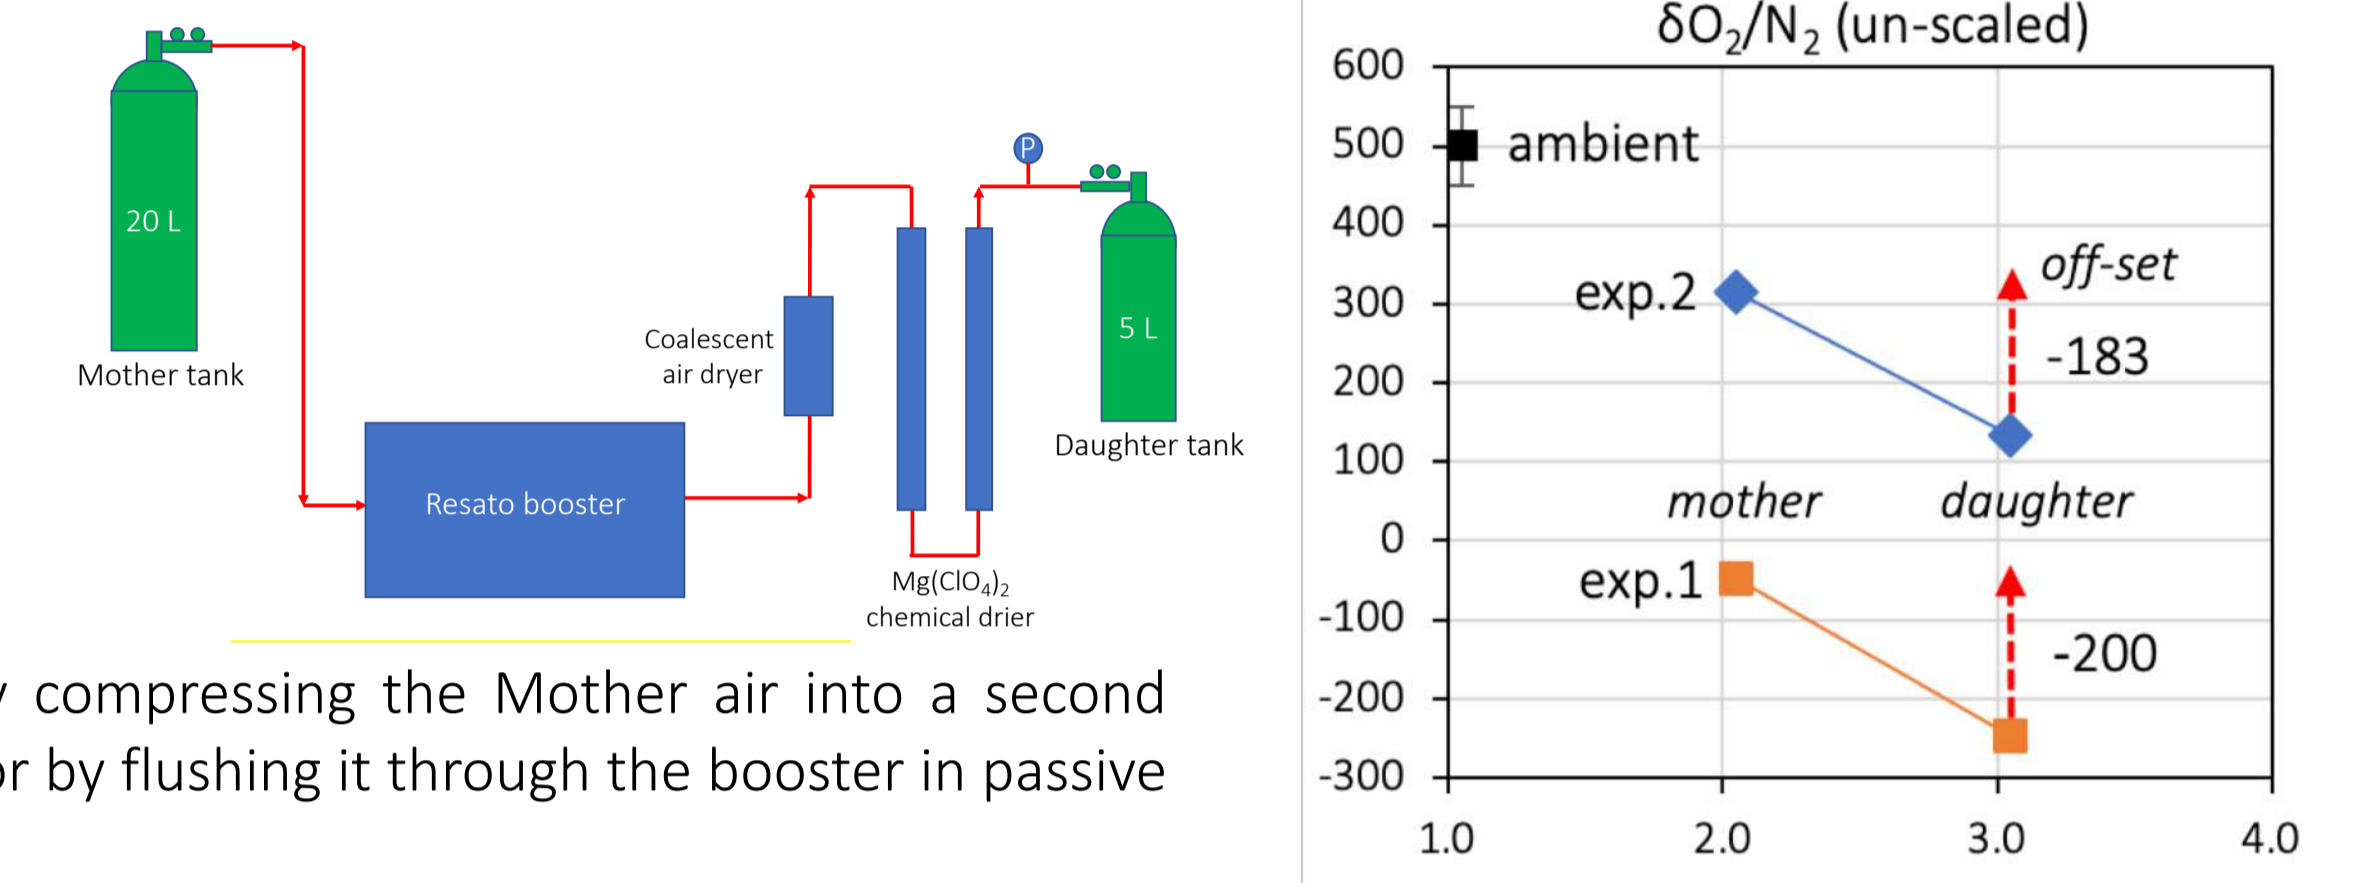 20 L
Mother tank
Resato booster
Coalescent
air dryer
Mg(ClO₄)₂
chemical drier
P
5 L
Daughter tank
compressing the Mother air into a second
by flushing it through the booster in passive
δO₂/N₂ (un-scaled)
600
500
400
300
200
100
0
-100
-200
-300
ambient
exp.2
off-set
-183
mother
daughter
exp.1
-200
1.0
2.0
3.0
4.0